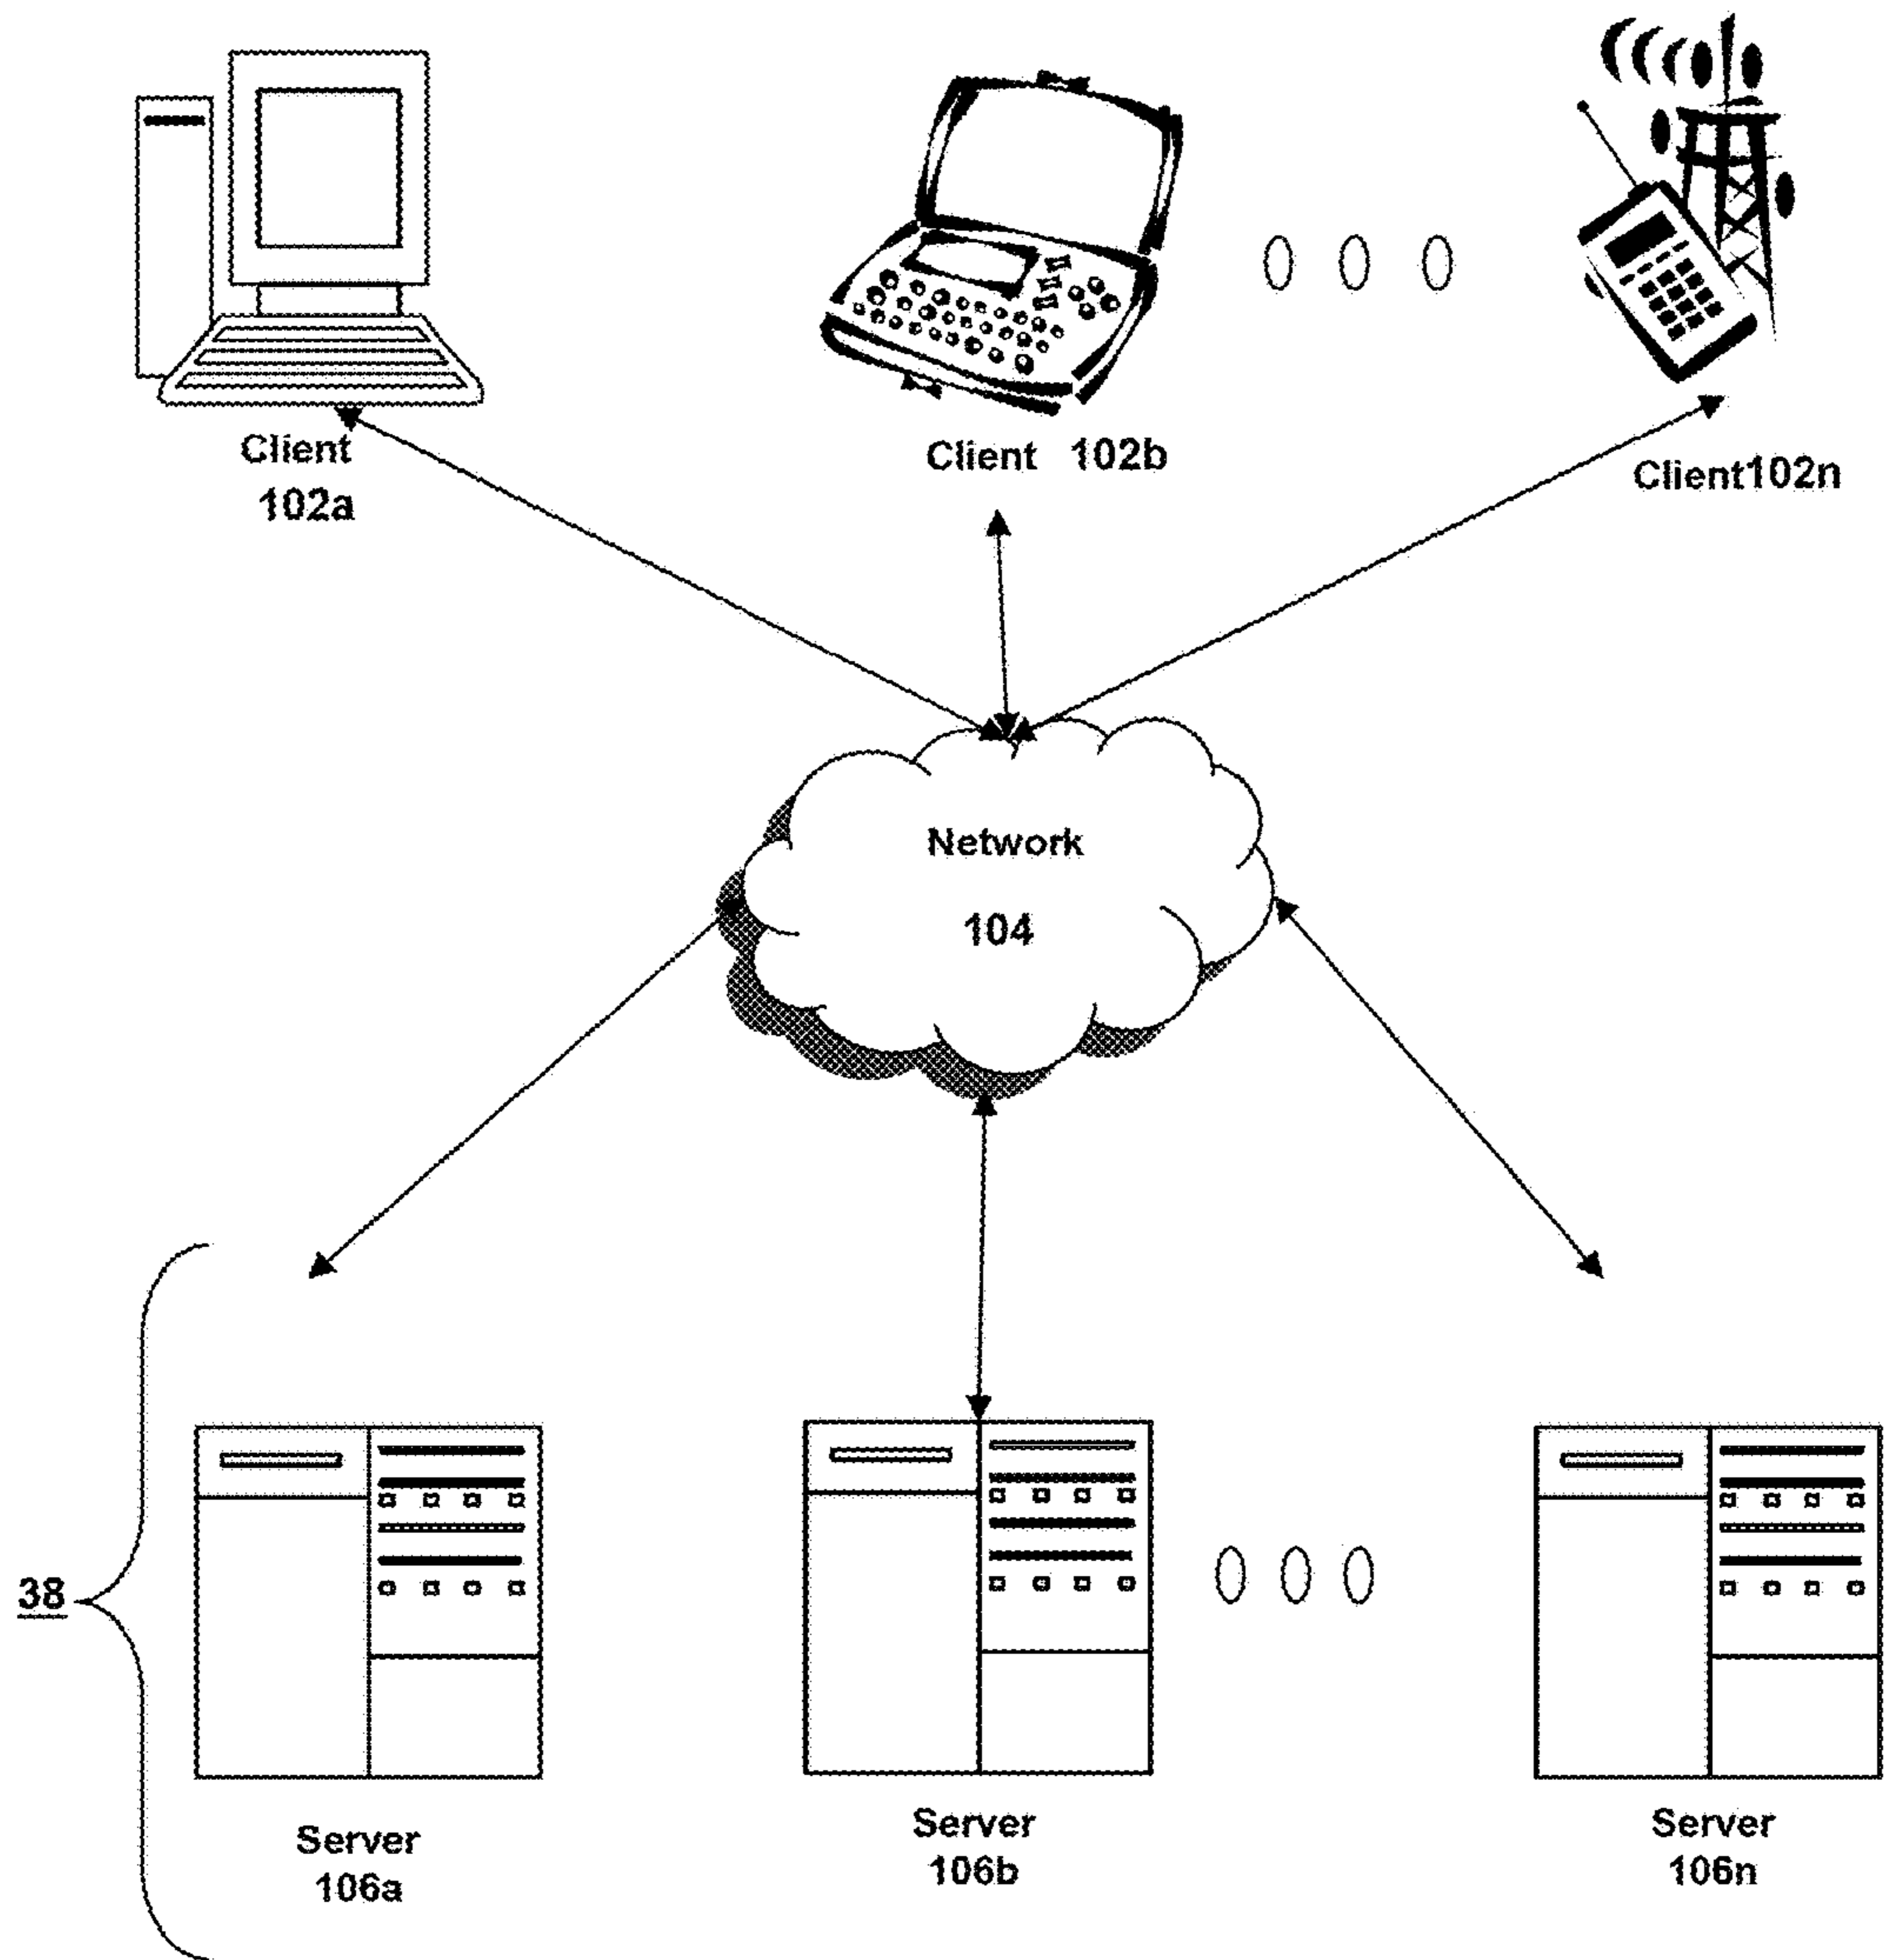 Client
102a
Client 102b
Client102n
Network
104
38
Server
106a
Server
106b
Server
106n